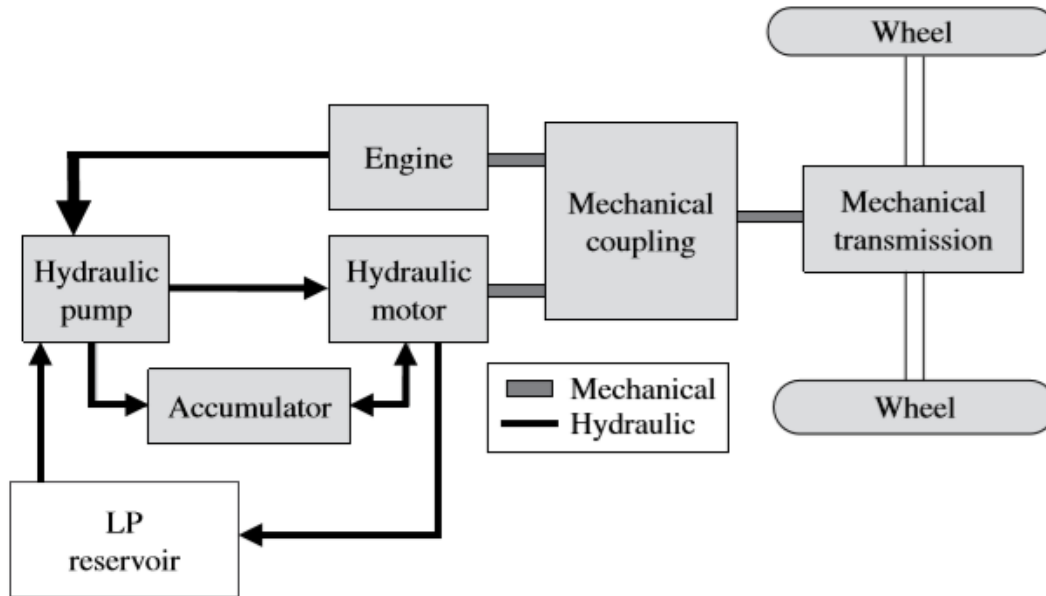 Wheel
Engine
Mechanical
coupling
Mechanical
transmission
Hydraulic
pump
Hydraulic
motor
Accumulator
Mechanical
Hydraulic
Wheel
LP
reservoir